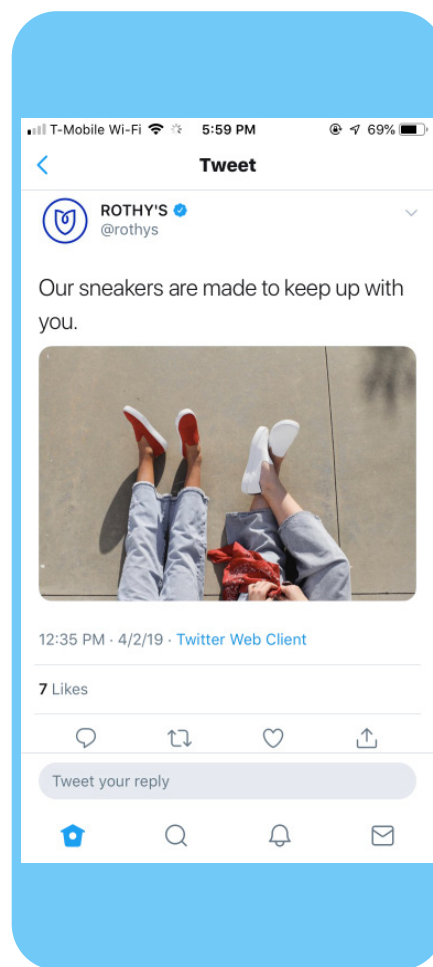 T-Mobile Wi-Fi 5:59 PM 69%
Tweet
ROTHY'S
@rothys
Our sneakers are made to keep up with
you.
12:35 PM · 4/2/19 · Twitter Web Client
7 Likes
Tweet your reply